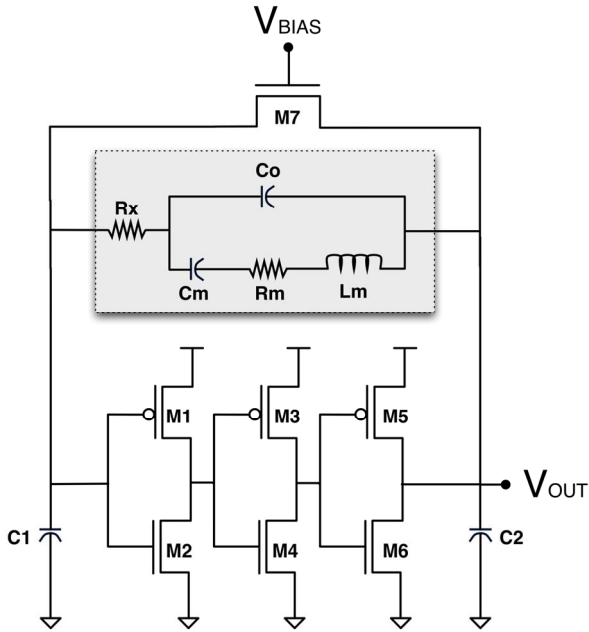 VBIAS
M7
Co
Rx
Cm Rm Lm
M1 M3 M5
VOUT
C1 M2 M4 M6 C2